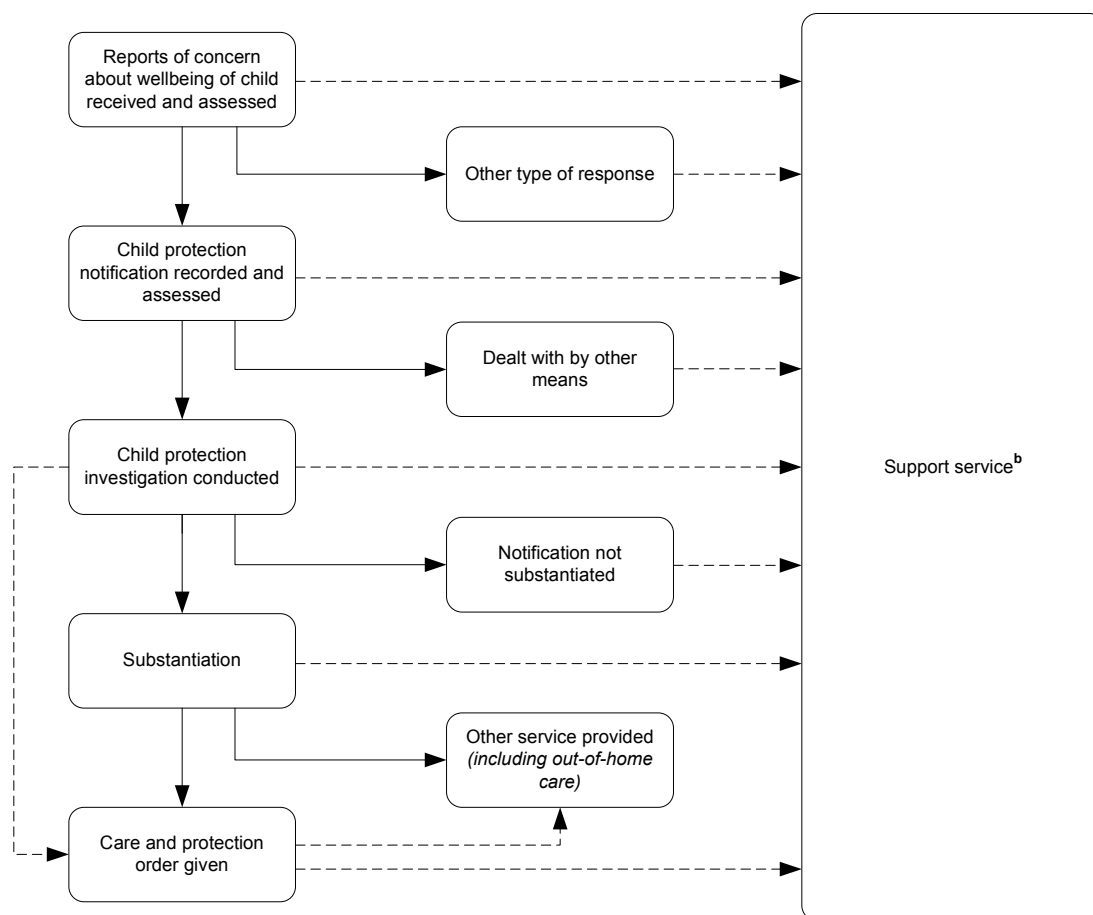 Reports of concern
about wellbeing of child
received and assessed
Other type of response
Child protection
notification recorded and
assessed
Dealt with by other
means
Child protection
investigation conducted
Support service^b
Notification not
substantiated
Substantiation
Other service provided
(including out-of-home
care)
Care and protection
order given